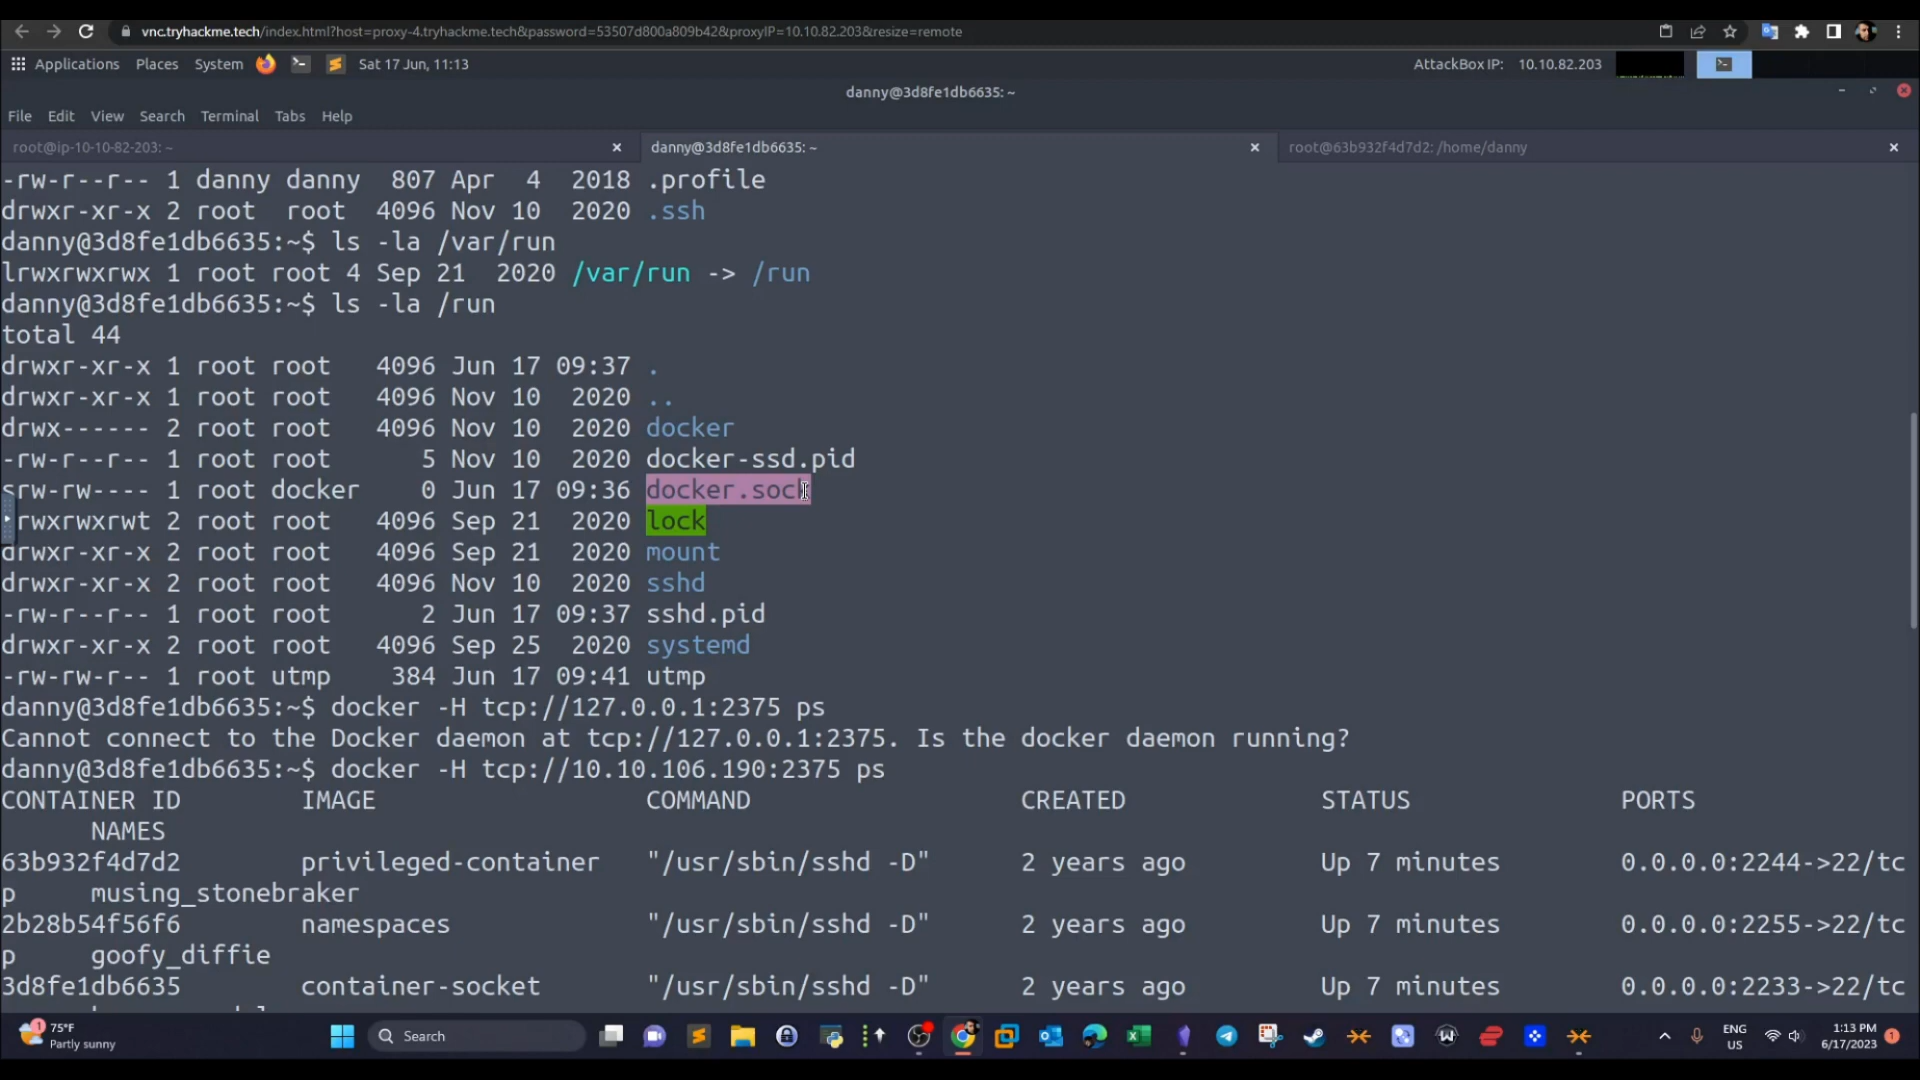 vnc.tryhackme.tech/index.html?host=proxy-4.tryhackme.tech&password=53507d800a809b42&proxyIP=10.10.82.203&resize=remote
Applications Places System Sat 17 Jun, 11:13 AttackBox IP: 10.10.82.203
danny@3d8fe1db6635: ~
File Edit View Search Terminal Tabs Help
root@ip-10-10-82-203: ~ × danny@3d8fe1db6635: ~ × root@63b932f4d7d2: /home/danny ×
-rw-r--r-- 1 danny danny 807 Apr 4 2018 .profile
drwxr-xr-x 2 root root 4096 Nov 10 2020 .ssh
danny@3d8fe1db6635:~$ ls -la /var/run
lrwxrwxrwx 1 root root 4 Sep 21 2020 /var/run -> /run
danny@3d8fe1db6635:~$ ls -la /run
total 44
drwxr-xr-x 1 root root 4096 Jun 17 09:37 .
drwxr-xr-x 1 root root 4096 Nov 10 2020 ..
drwx------ 2 root root 4096 Nov 10 2020 docker
-rw-r--r-- 1 root root 5 Nov 10 2020 docker-ssd.pid
srw-rw---- 1 root docker 0 Jun 17 09:36 docker.sock
rwxrwxrwt 2 root root 4096 Sep 21 2020 lock
drwxr-xr-x 2 root root 4096 Sep 21 2020 mount
drwxr-xr-x 2 root root 4096 Nov 10 2020 sshd
-rw-r--r-- 1 root root 2 Jun 17 09:37 sshd.pid
drwxr-xr-x 2 root root 4096 Sep 25 2020 systemd
-rw-rw-r-- 1 root utmp 384 Jun 17 09:41 utmp
danny@3d8fe1db6635:~$ docker -H tcp://127.0.0.1:2375 ps
Cannot connect to the Docker daemon at tcp://127.0.0.1:2375. Is the docker daemon running?
danny@3d8fe1db6635:~$ docker -H tcp://10.10.106.190:2375 ps
CONTAINER ID IMAGE COMMAND CREATED STATUS PORTS
NAMES
63b932f4d7d2 privileged-container "/usr/sbin/sshd -D" 2 years ago Up 7 minutes 0.0.0.0:2244->22/tc
p musing_stonebraker
2b28b54f56f6 namespaces "/usr/sbin/sshd -D" 2 years ago Up 7 minutes 0.0.0.0:2255->22/tc
p goofy_diffie
3d8fe1db6635 container-socket "/usr/sbin/sshd -D" 2 years ago Up 7 minutes 0.0.0.0:2233->22/tc
1 75°F
Partly sunny
Search
ENG
US
1:13 PM
6/17/2023
1